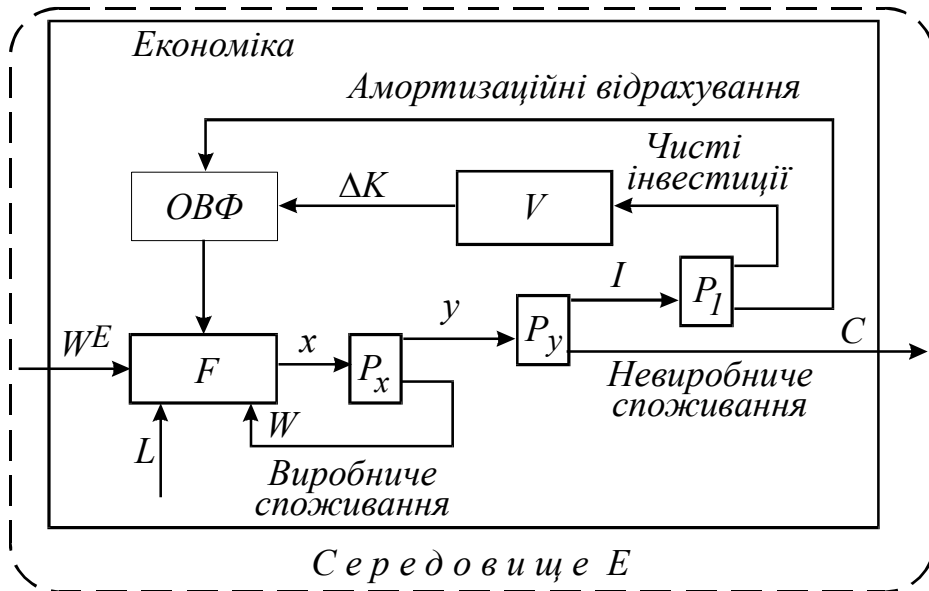 Економіка
Амортизаційні відрахування
Чисті
інвестиції
ОВФ
ΔK
V
I
P_I
y
P_y
C
W^E
F
x
P_x
Невиробниче
споживання
W
L
Виробниче
споживання
Середовище E